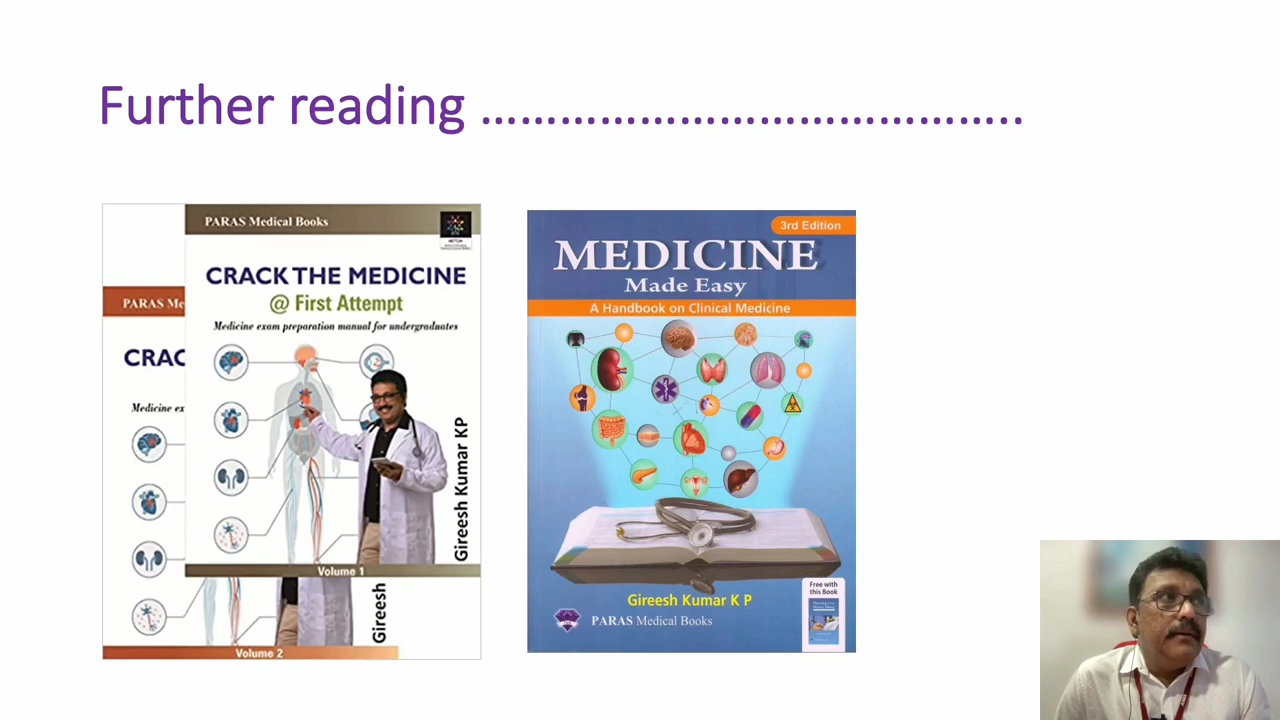 Further reading ……………………………………..
PARAS Medical Books
CRACK THE MEDICINE
@ First Attempt
Medicine exam preparation manual for undergraduates
Gireesh Kumar KP
Volume 1
PARAS Me
CRAC
Medicine ex
Gireesh
Volume 2
3rd Edition
MEDICINE
Made Easy
A Handbook on Clinical Medicine
Gireesh Kumar K P
PARAS Medical Books
Free with
this Book